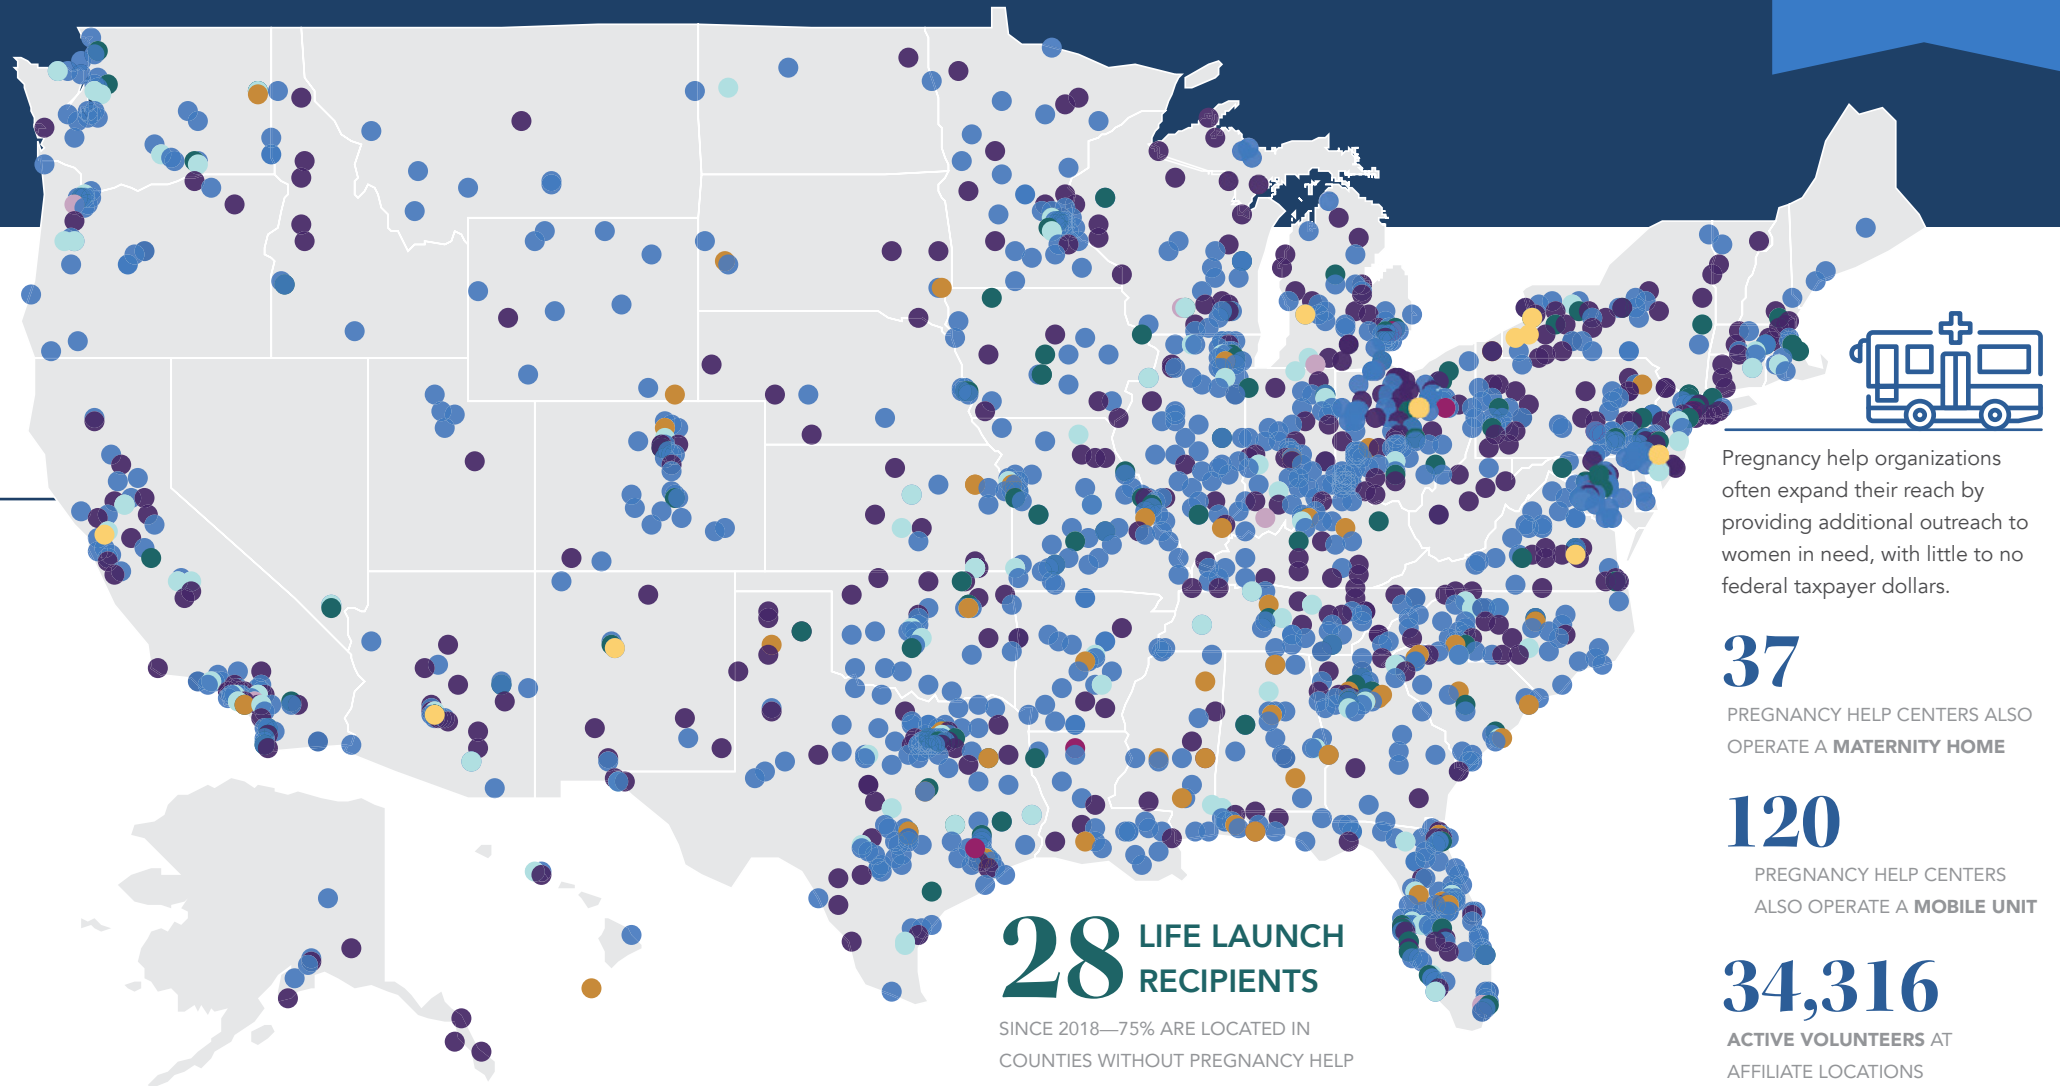 Pregnancy help organizations
often expand their reach by
providing additional outreach to
women in need, with little to no
federal taxpayer dollars.
37
PREGNANCY HELP CENTERS ALSO
OPERATE A MATERNITY HOME
120
PREGNANCY HELP CENTERS
ALSO OPERATE A MOBILE UNIT
34,316
ACTIVE VOLUNTEERS AT
AFFILIATE LOCATIONS
28 LIFE LAUNCH
RECIPIENTS
SINCE 2018—75% ARE LOCATED IN
COUNTIES WITHOUT PREGNANCY HELP